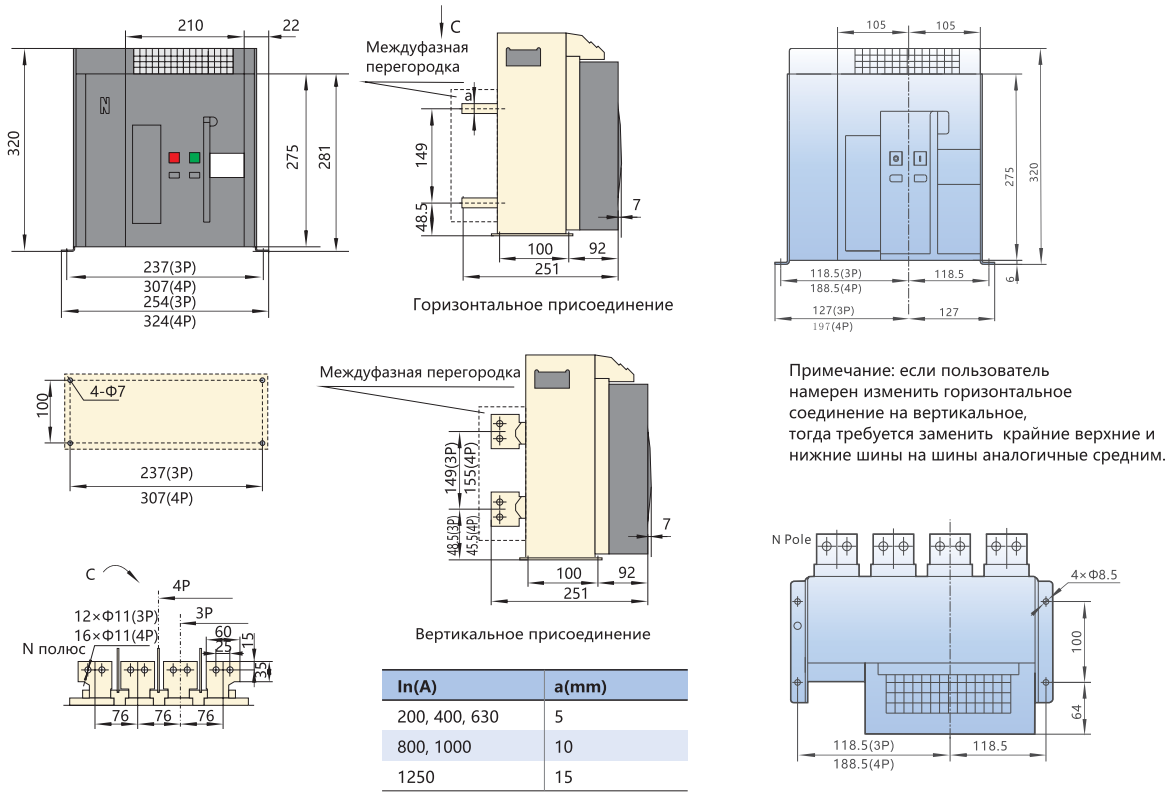 210
22
320
275
281
237(3P)
307(4P)
254(3P)
324(4P)
C
Междуфазная
перегородка
a
149
48.5
7
100
92
251
Горизонтальное присоединение
105
105
275
320
6
118.5(3P)
118.5
188.5(4P)
127(3P)
127
197(4P)
4-Φ7
100
237(3P)
307(4P)
Междуфазная перегородка
149(3P)
155(4P)
48.5(3P)
45.5(4P)
7
100
92
251
Вертикальное присоединение
Примечание: если пользователь
намерен изменить горизонтальное
соединение на вертикальное,
тогда требуется заменить крайние верхние и
нижние шины на шины аналогичные средним.
C
4P
12×Φ11(3P)
3P
16×Φ11(4P)
60
N полюс
25
15
35
76
76
76
In(A) a(mm)
200, 400, 630 5
800, 1000 10
1250 15
N Pole
4×Φ8.5
100
64
118.5(3P)
118.5
188.5(4P)